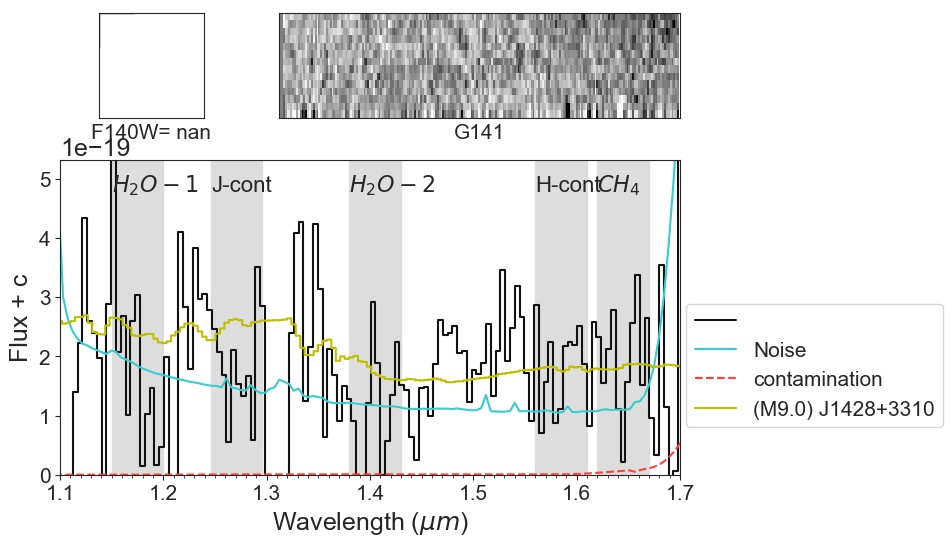 F140W= nan
G141
1e−19
H₂O − 1
J-cont
H₂O − 2
H-cont
CH₄
Flux + c
5
4
3
2
1
0
1.1
1.2
1.3
1.4
1.5
1.6
1.7
Wavelength (μm)
Noise
contamination
(M9.0) J1428+3310